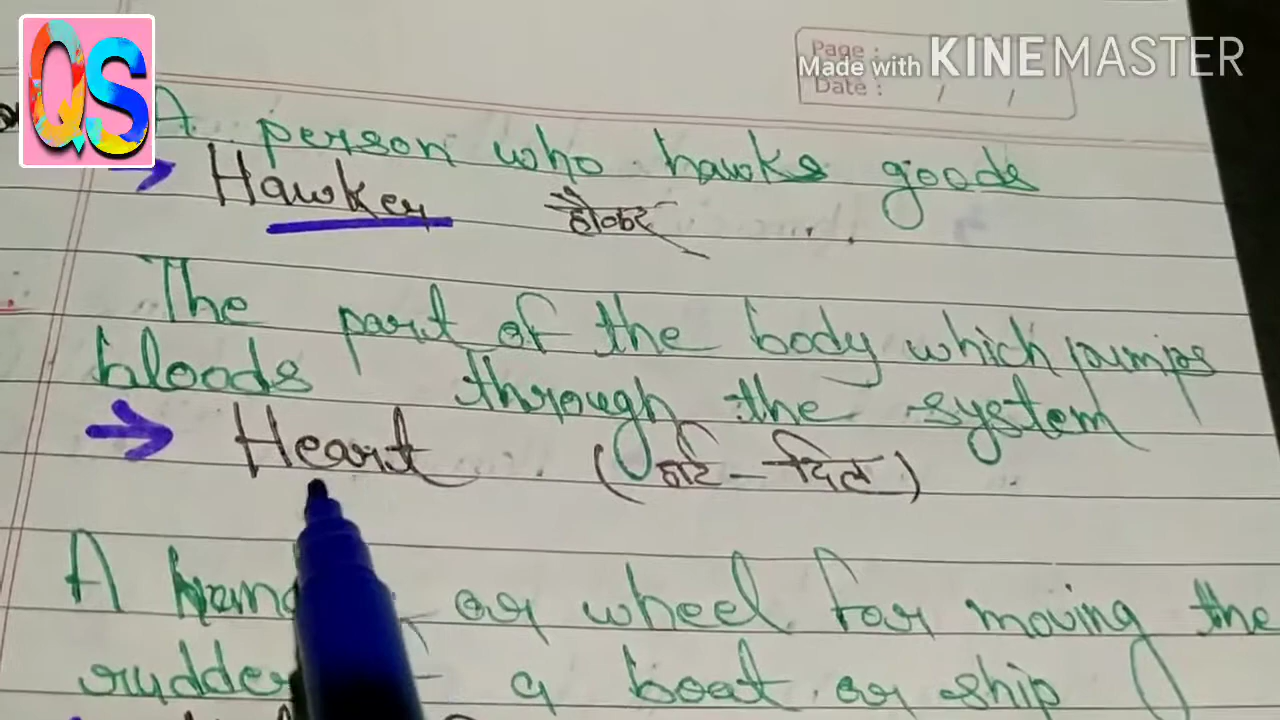 QS
Page :
Made with KINEMASTER
Date : / /
A person who hawks goods
Hawker हॉकर
The part of the body which pumps
bloods through the system
Heart (हार्ट - दिल)
A or wheel for moving the
rudder a boat or ship